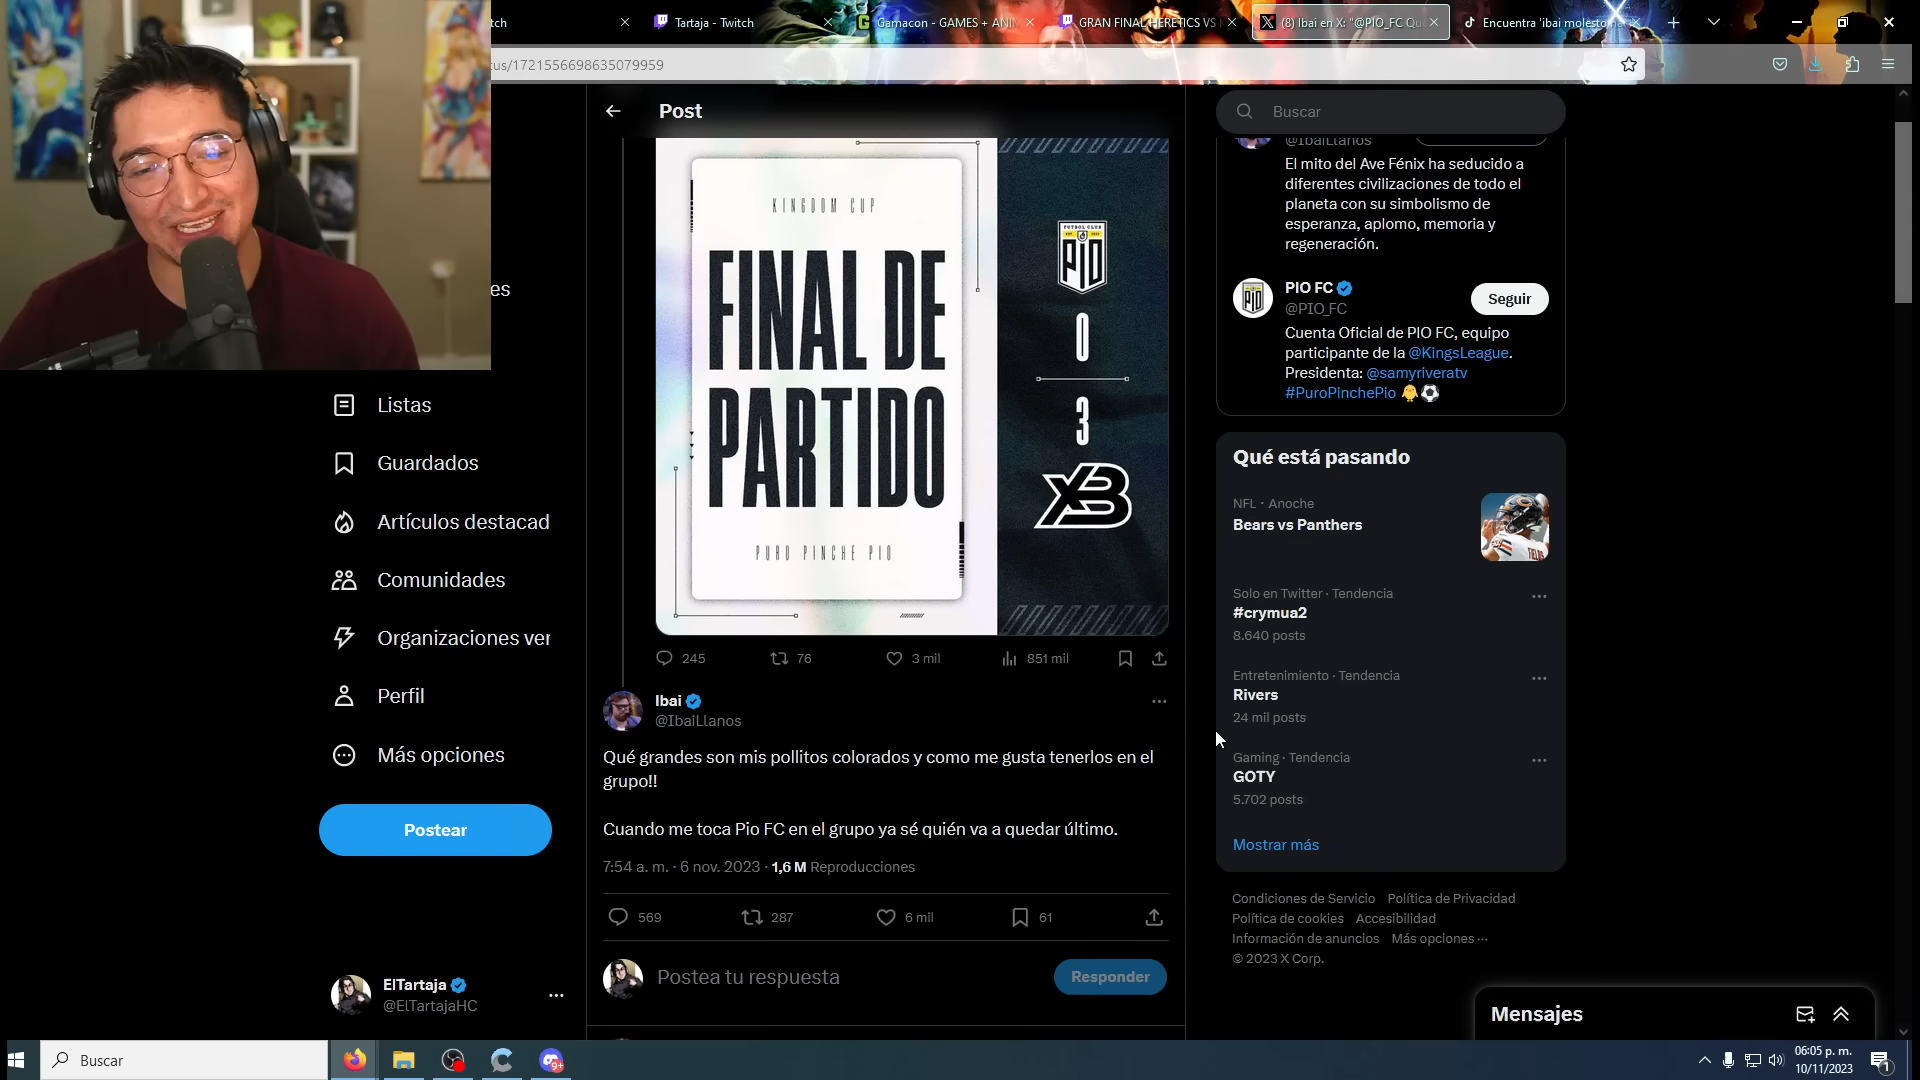 tch
Tartaja - Twitch
Gamacon - GAMES + ANI
GRAN FINAL HERETICS VS
(8) Ibai en X: "@PIO_FC Qu
Encuentra 'ibai molesto
tus/1721556698635079959
Post
Buscar
es
Listas
Guardados
Artículos destacad
Comunidades
Organizaciones ver
Perfil
Más opciones
Postear
ElTartaja
@ElTartajaHC
KINGDOM CUP
FINAL DE
PARTIDO
PURO PINCHE PIO
FUTBOL CLUB
PIO
0
3
XB
245
76
3 mil
851 mil
Ibai
@IbaiLlanos
Qué grandes son mis pollitos colorados y como me gusta tenerlos en el
grupo!!
Cuando me toca Pio FC en el grupo ya sé quién va a quedar último.
7:54 a. m. · 6 nov. 2023 · 1,6 M Reproducciones
569
287
6 mil
61
Postea tu respuesta
Responder
@IbaiLlanos
El mito del Ave Fénix ha seducido a
diferentes civilizaciones de todo el
planeta con su simbolismo de
esperanza, aplomo, memoria y
regeneración.
PIO FC
@PIO_FC
Seguir
Cuenta Oficial de PIO FC, equipo
participante de la @KingsLeague.
Presidenta: @samyriveratv
#PuroPinchePio
Qué está pasando
NFL · Anoche
Bears vs Panthers
Solo en Twitter · Tendencia
#crymua2
8.640 posts
Entretenimiento · Tendencia
Rivers
24 mil posts
Gaming · Tendencia
GOTY
5.702 posts
Mostrar más
Condiciones de Servicio Política de Privacidad
Política de cookies Accesibilidad
Información de anuncios Más opciones ···
© 2023 X Corp.
Mensajes
Buscar
9+
06:05 p. m.
10/11/2023
1